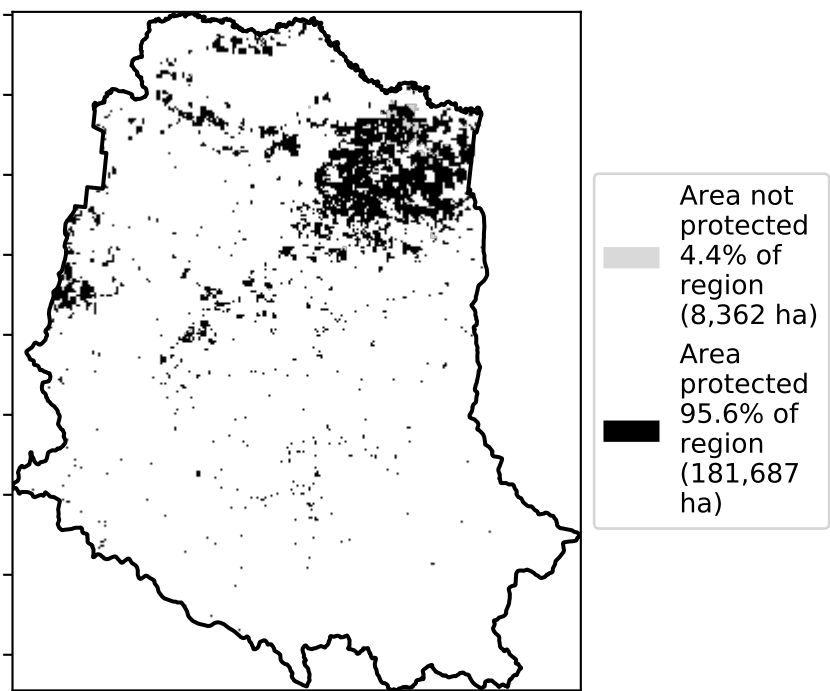 Area not
protected
4.4% of
region
(8,362 ha)
Area
protected
95.6% of
region
(181,687
ha)